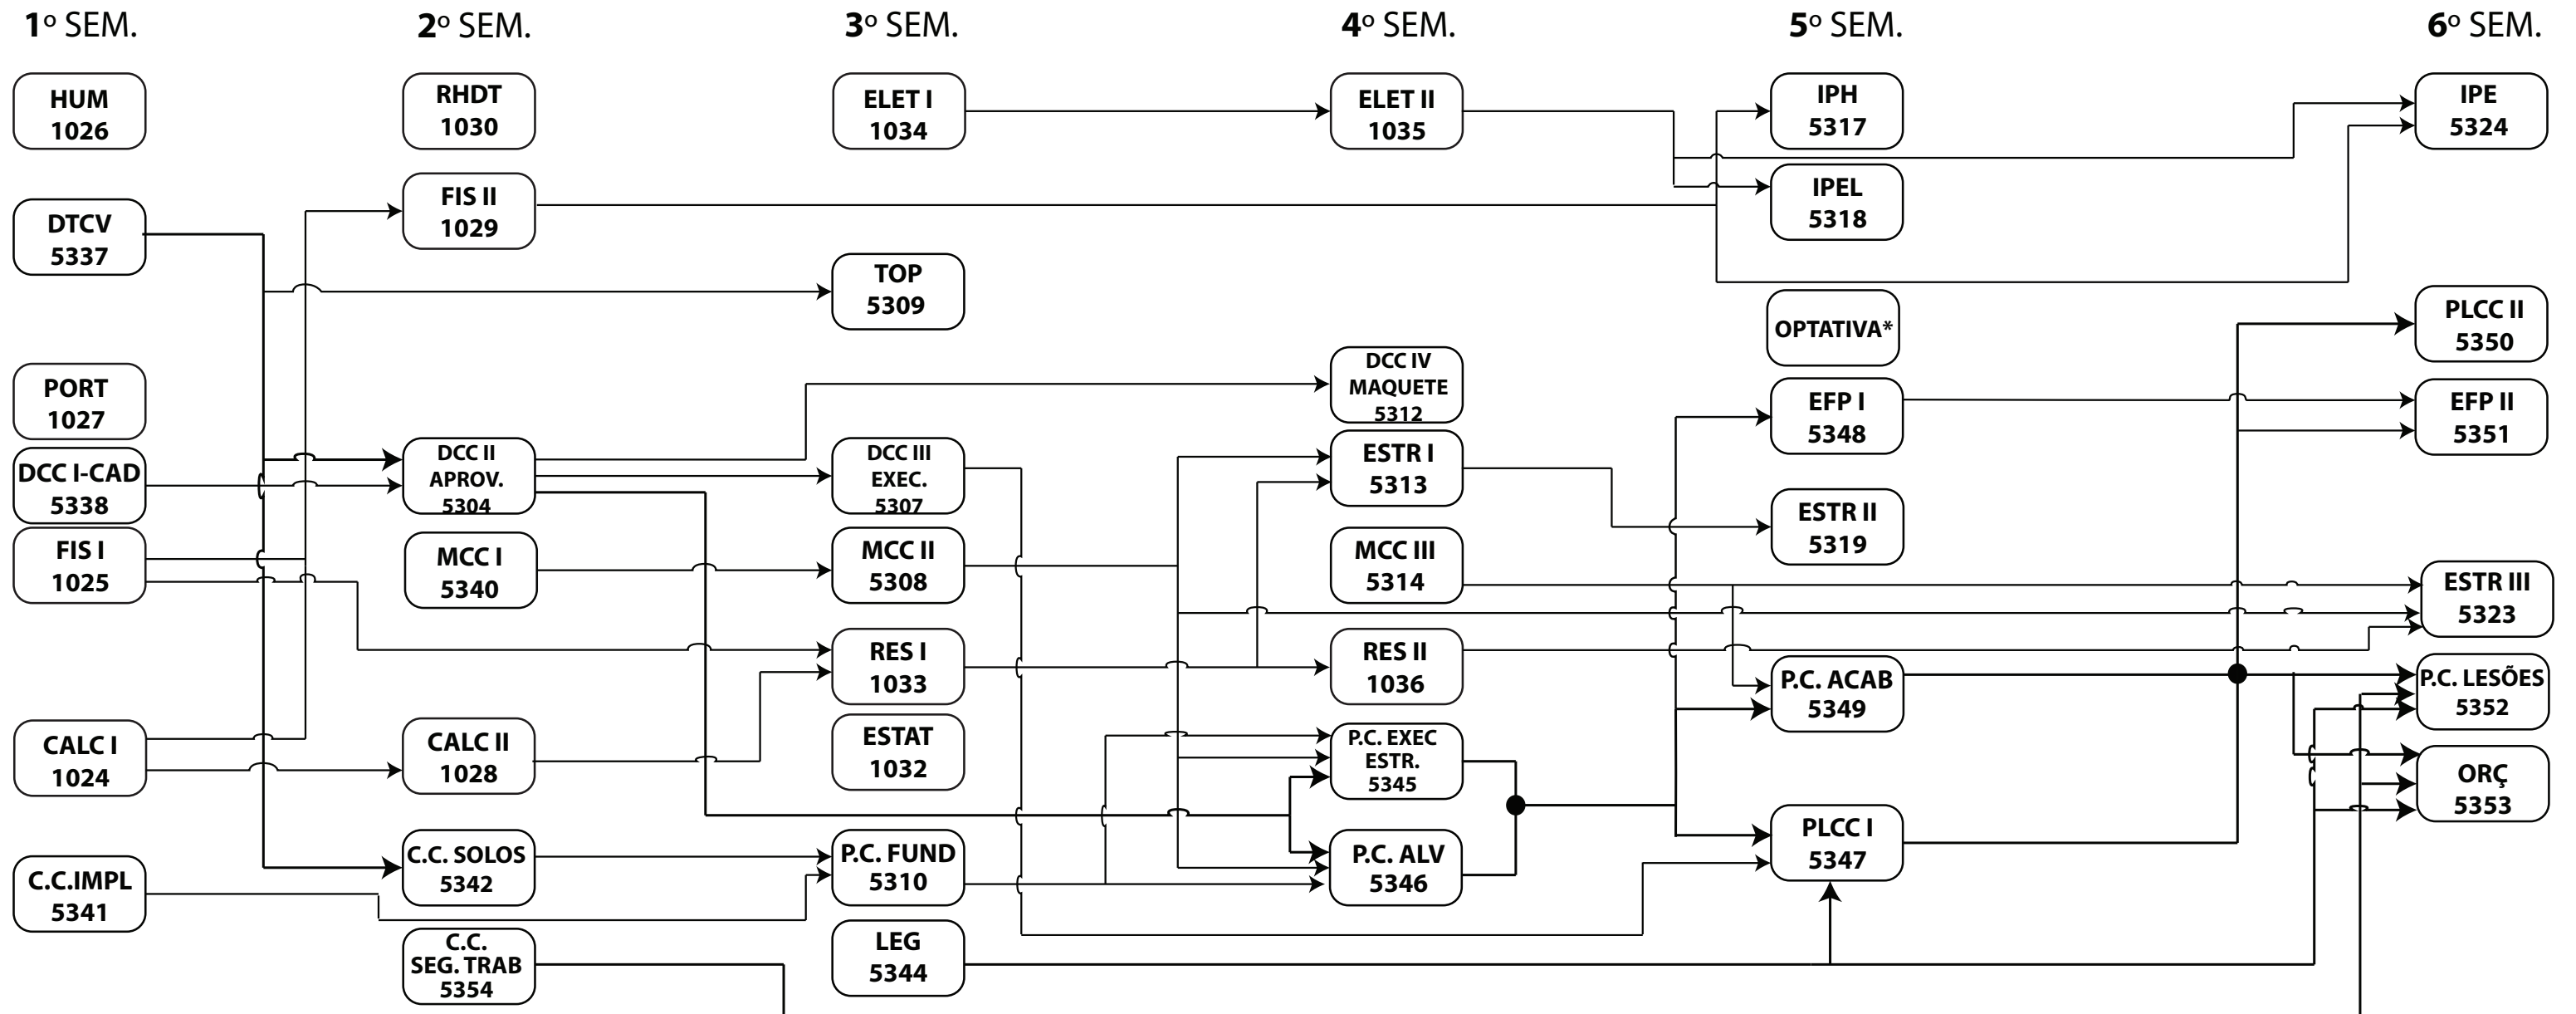 1º SEM.
2º SEM.
3º SEM.
4º SEM.
5º SEM.
6º SEM.
HUM
1026
DTCV
5337
PORT
1027
DCC I-CAD
5338
FIS I
1025
CALC I
1024
C.C.IMPL
5341
RHDT
1030
FIS II
1029
DCC II
APROV.
5304
MCC I
5340
CALC II
1028
C.C. SOLOS
5342
C.C.
SEG. TRAB
5354
ELET I
1034
TOP
5309
DCC III
EXEC.
5307
MCC II
5308
RES I
1033
ESTAT
1032
P.C. FUND
5310
LEG
5344
ELET II
1035
DCC IV
MAQUETE
5312
ESTR I
5313
MCC III
5314
RES II
1036
P.C. EXEC
ESTR.
5345
P.C. ALV
5346
IPH
5317
IPEL
5318
OPTATIVA*
EFP I
5348
ESTR II
5319
P.C. ACAB
5349
PLCC I
5347
IPE
5324
PLCC II
5350
EFP II
5351
ESTR III
5323
P.C. LESÕES
5352
ORÇ
5353